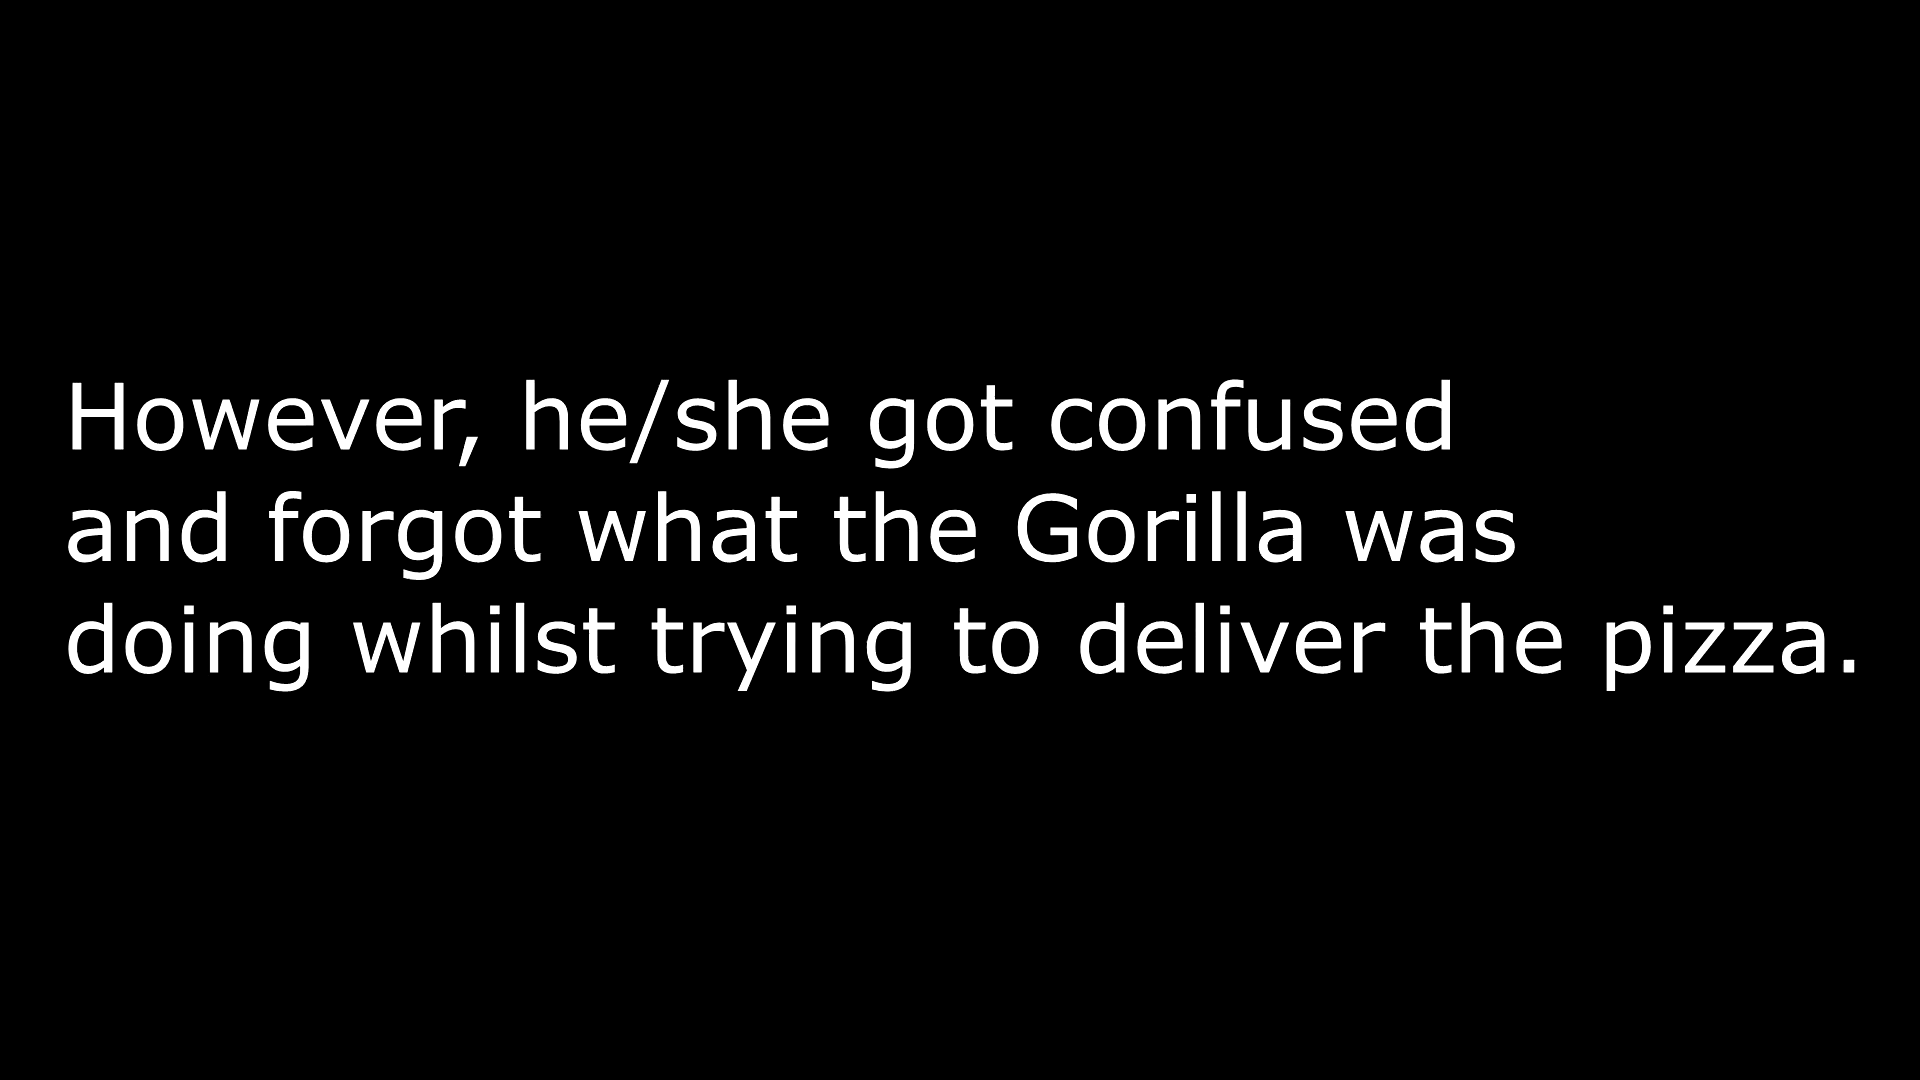 However, he/she got confused
and forgot what the Gorilla was
doing whilst trying to deliver the pizza.